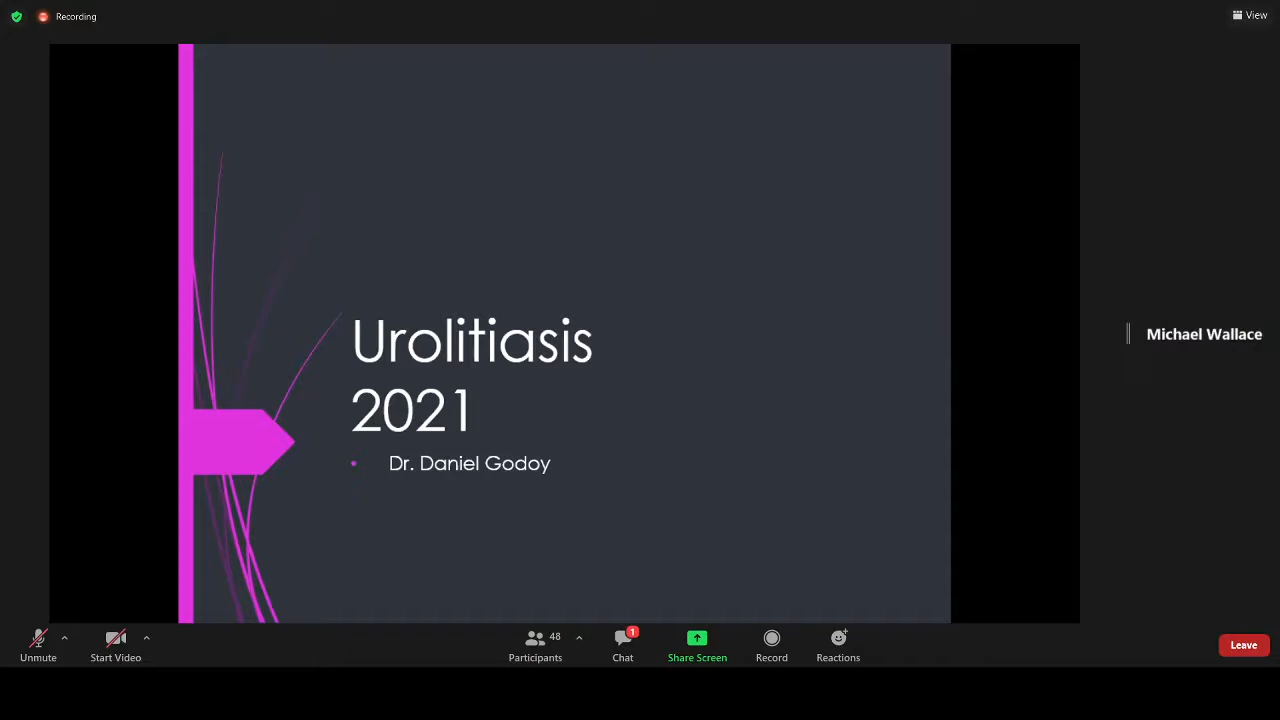 Recording
View
Urolitiasis
2021
• Dr. Daniel Godoy
Michael Wallace
48
1
Unmute
Start Video
Participants
Chat
Share Screen
Record
Reactions
Leave